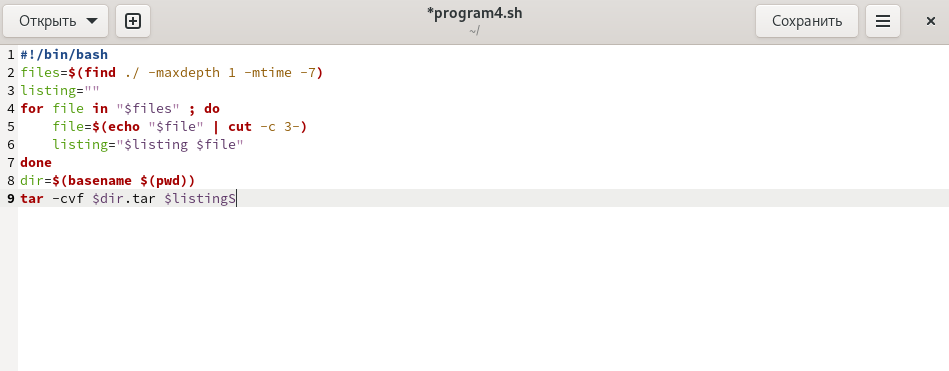 Открыть
*program4.sh
~/
Сохранить
1 #!/bin/bash
2 files=$(find ./ -maxdepth 1 -mtime -7)
3 listing=""
4 for file in "$files" ; do
5     file=$(echo "$file" | cut -c 3-)
6     listing="$listing $file"
7 done
8 dir=$(basename $(pwd))
9 tar -cvf $dir.tar $listingS